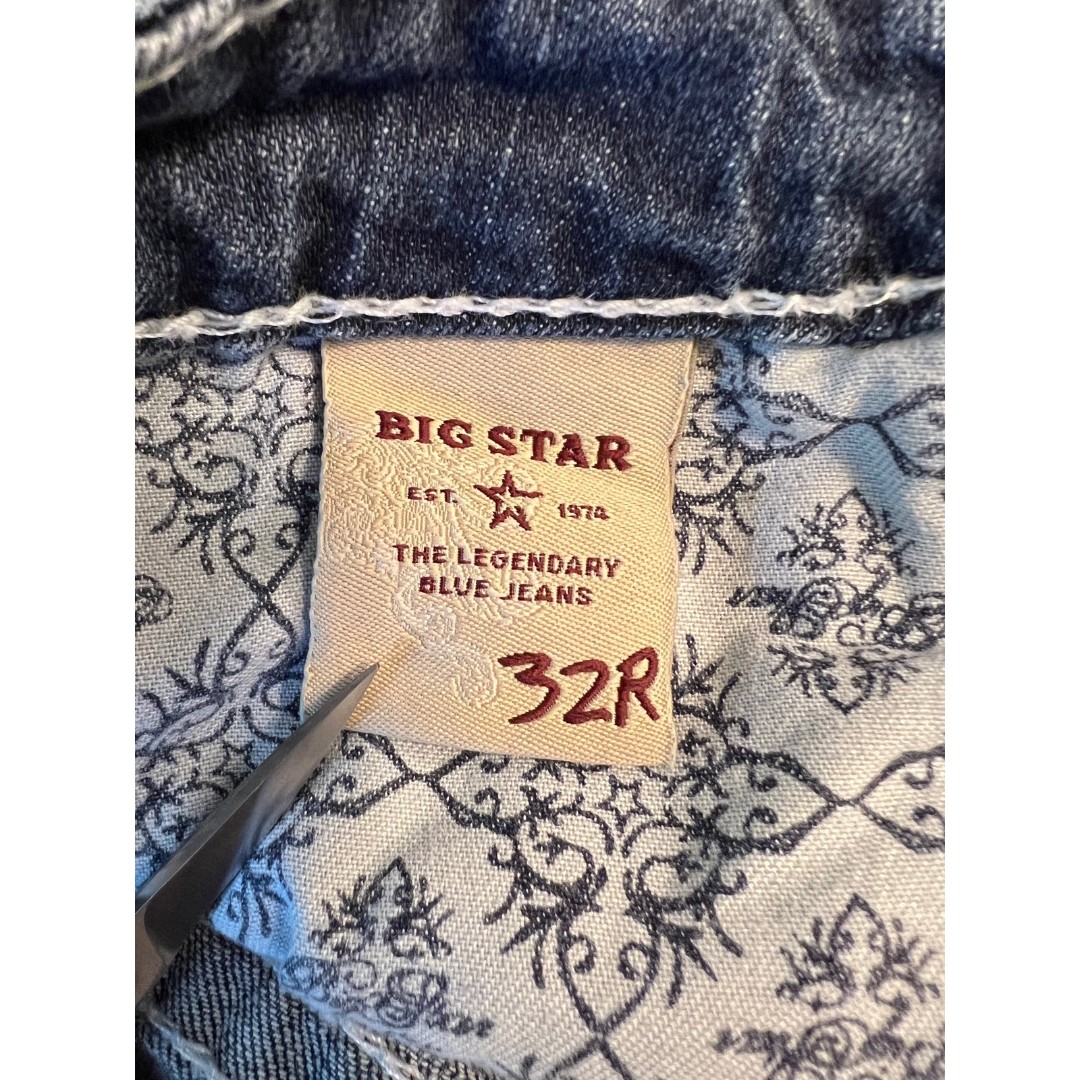 BIG STAR
EST. 1974
THE LEGENDARY
BLUE JEANS
32R